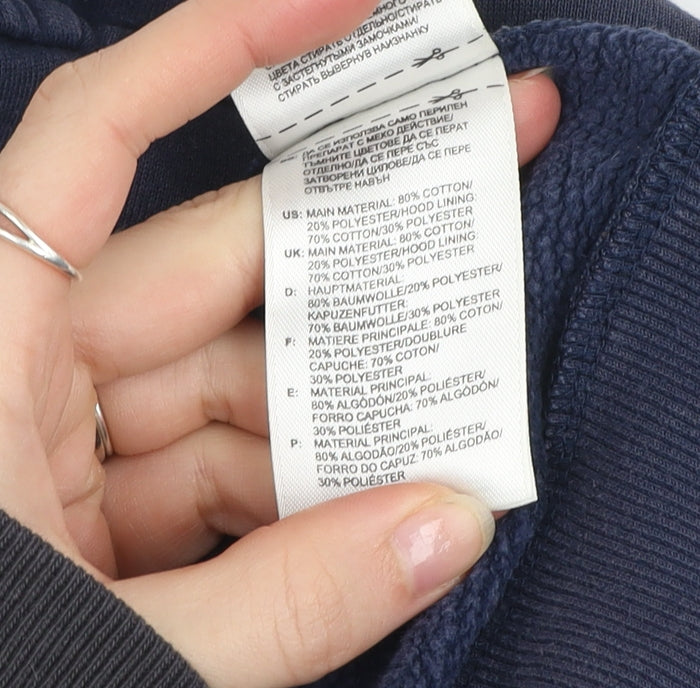 ЦВЕТА СТИРАТЬ ОТДЕЛЬНО/СТИРАТЬ
С ЗАСТЕГНУТЫМИ ЗАМОЧКАМИ/
СТИРАТЬ ВЫВЕРНУВ НАИЗНАНКУ
ДА СЕ ИЗПОЛЗВА САМО ПЕРИЛЕН
ПРЕПАРАТ С МЕКО ДЕЙСТВИЕ/
ТЪМНИТЕ ЦВЕТОВЕ ДА СЕ ПЕРАТ
ОТДЕЛНО/ДА СЕ ПЕРЕ СЪС
ЗАТВОРЕНИ ЦИПОВЕ/ДА СЕ ПЕРЕ
ОТВЪТРЕ НАВЪН
US: MAIN MATERIAL: 80% COTTON/
20% POLYESTER/HOOD LINING:
70% COTTON/30% POLYESTER
UK: MAIN MATERIAL: 80% COTTON/
20% POLYESTER/HOOD LINING:
70% COTTON/30% POLYESTER
D: HAUPTMATERIAL:
80% BAUMWOLLE/20% POLYESTER/
KAPUZENFUTTER:
70% BAUMWOLLE/30% POLYESTER
F: MATIERE PRINCIPALE: 80% COTON/
20% POLYESTER/DOUBLURE
CAPUCHE: 70% COTON/
30% POLYESTER
E: MATERIAL PRINCIPAL:
80% ALGODÓN/20% POLIÉSTER/
FORRO CAPUCHA: 70% ALGODÓN/
30% POLIÉSTER
P: MATERIAL PRINCIPAL:
80% ALGODÃO/20% POLIÉSTER/
FORRO DO CAPUZ: 70% ALGODÃO/
30% POLIÉSTER